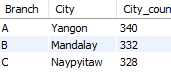 Branch City City_coun
A Yangon 340
B Mandalay 332
C Naypyitaw 328